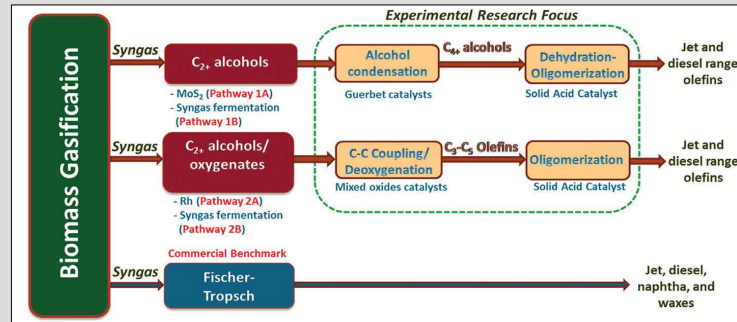 Experimental Research Focus
Biomass Gasification
Syngas
C₂₊ alcohols
- MoS₂ (Pathway 1A)
- Syngas fermentation
(Pathway 1B)
Alcohol
condensation
Guerbet catalysts
C₄₊ alcohols
Dehydration-
Oligomerization
Solid Acid Catalyst
Jet and
diesel range
olefins
Syngas
C₂₊ alcohols/
oxygenates
- Rh (Pathway 2A)
- Syngas fermentation
(Pathway 2B)
C-C Coupling/
Deoxygenation
Mixed oxides catalysts
C₃-C₅ Olefins
Oligomerization
Solid Acid Catalyst
Jet and
diesel range
olefins
Commercial Benchmark
Syngas
Fischer-
Tropsch
Jet, diesel,
naphtha, and
waxes